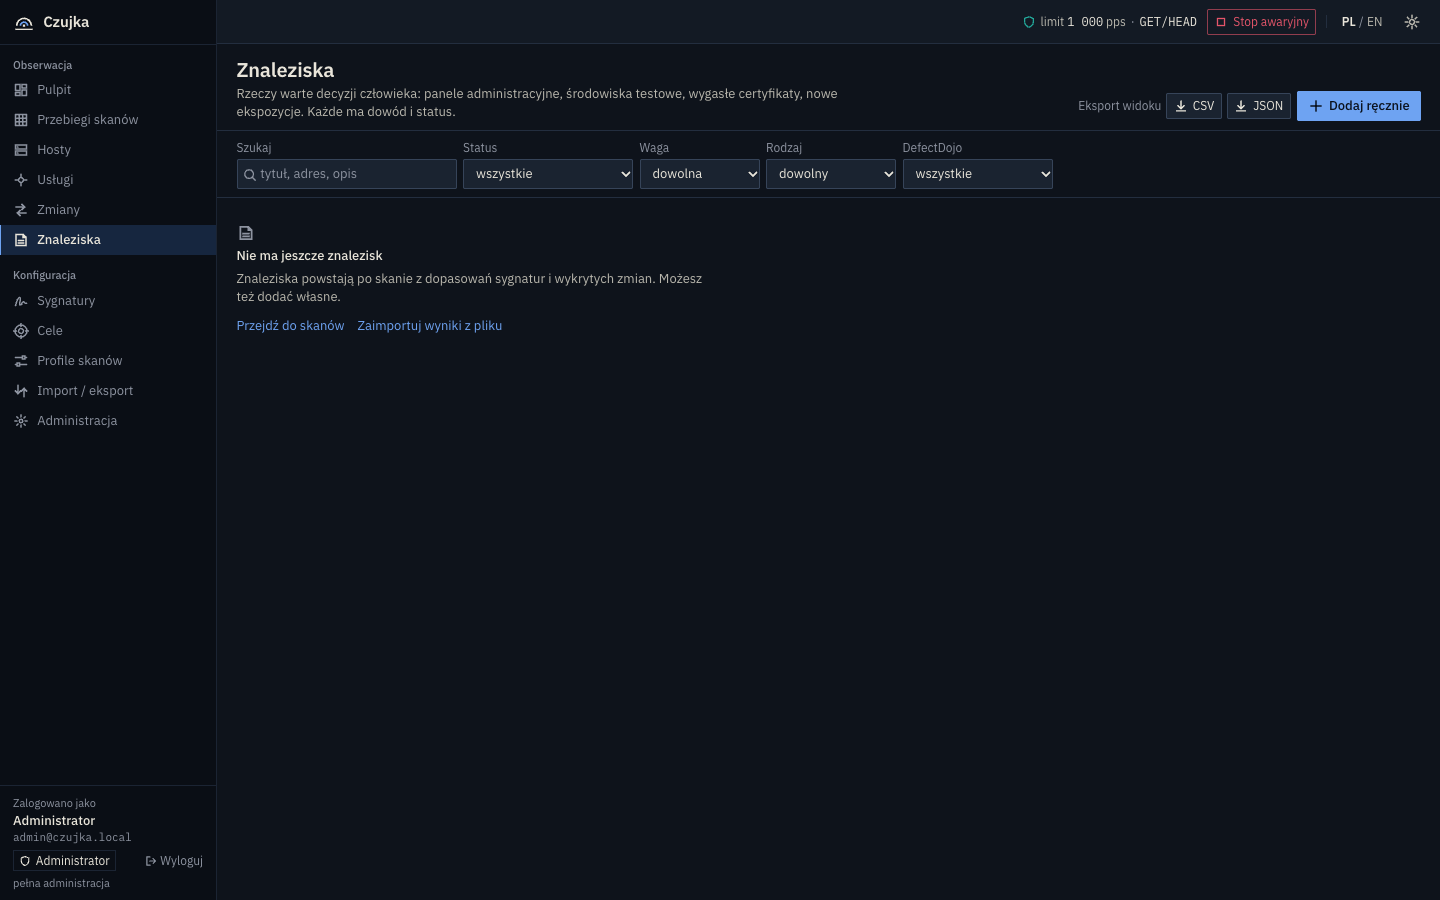 Czujka
limit 1 000 pps · GET/HEAD
Stop awaryjny
PL / EN
Obserwacja
Pulpit
Przebiegi skanów
Hosty
Usługi
Zmiany
Znaleziska
Konfiguracja
Sygnatury
Cele
Profile skanów
Import / eksport
Administracja
Zalogowano jako
Administrator
admin@czujka.local
Administrator
Wyloguj
pełna administracja
Znaleziska
Rzeczy warte decyzji człowieka: panele administracyjne, środowiska testowe, wygasłe certyfikaty, nowe
ekspozycje. Każde ma dowód i status.
Eksport widoku
CSV
JSON
Dodaj ręcznie
Szukaj
Status
Waga
Rodzaj
DefectDojo
tytuł, adres, opis
wszystkie
dowolna
dowolny
wszystkie
Nie ma jeszcze znalezisk
Znaleziska powstają po skanie z dopasowań sygnatur i wykrytych zmian. Możesz
też dodać własne.
Przejdź do skanów
Zaimportuj wyniki z pliku